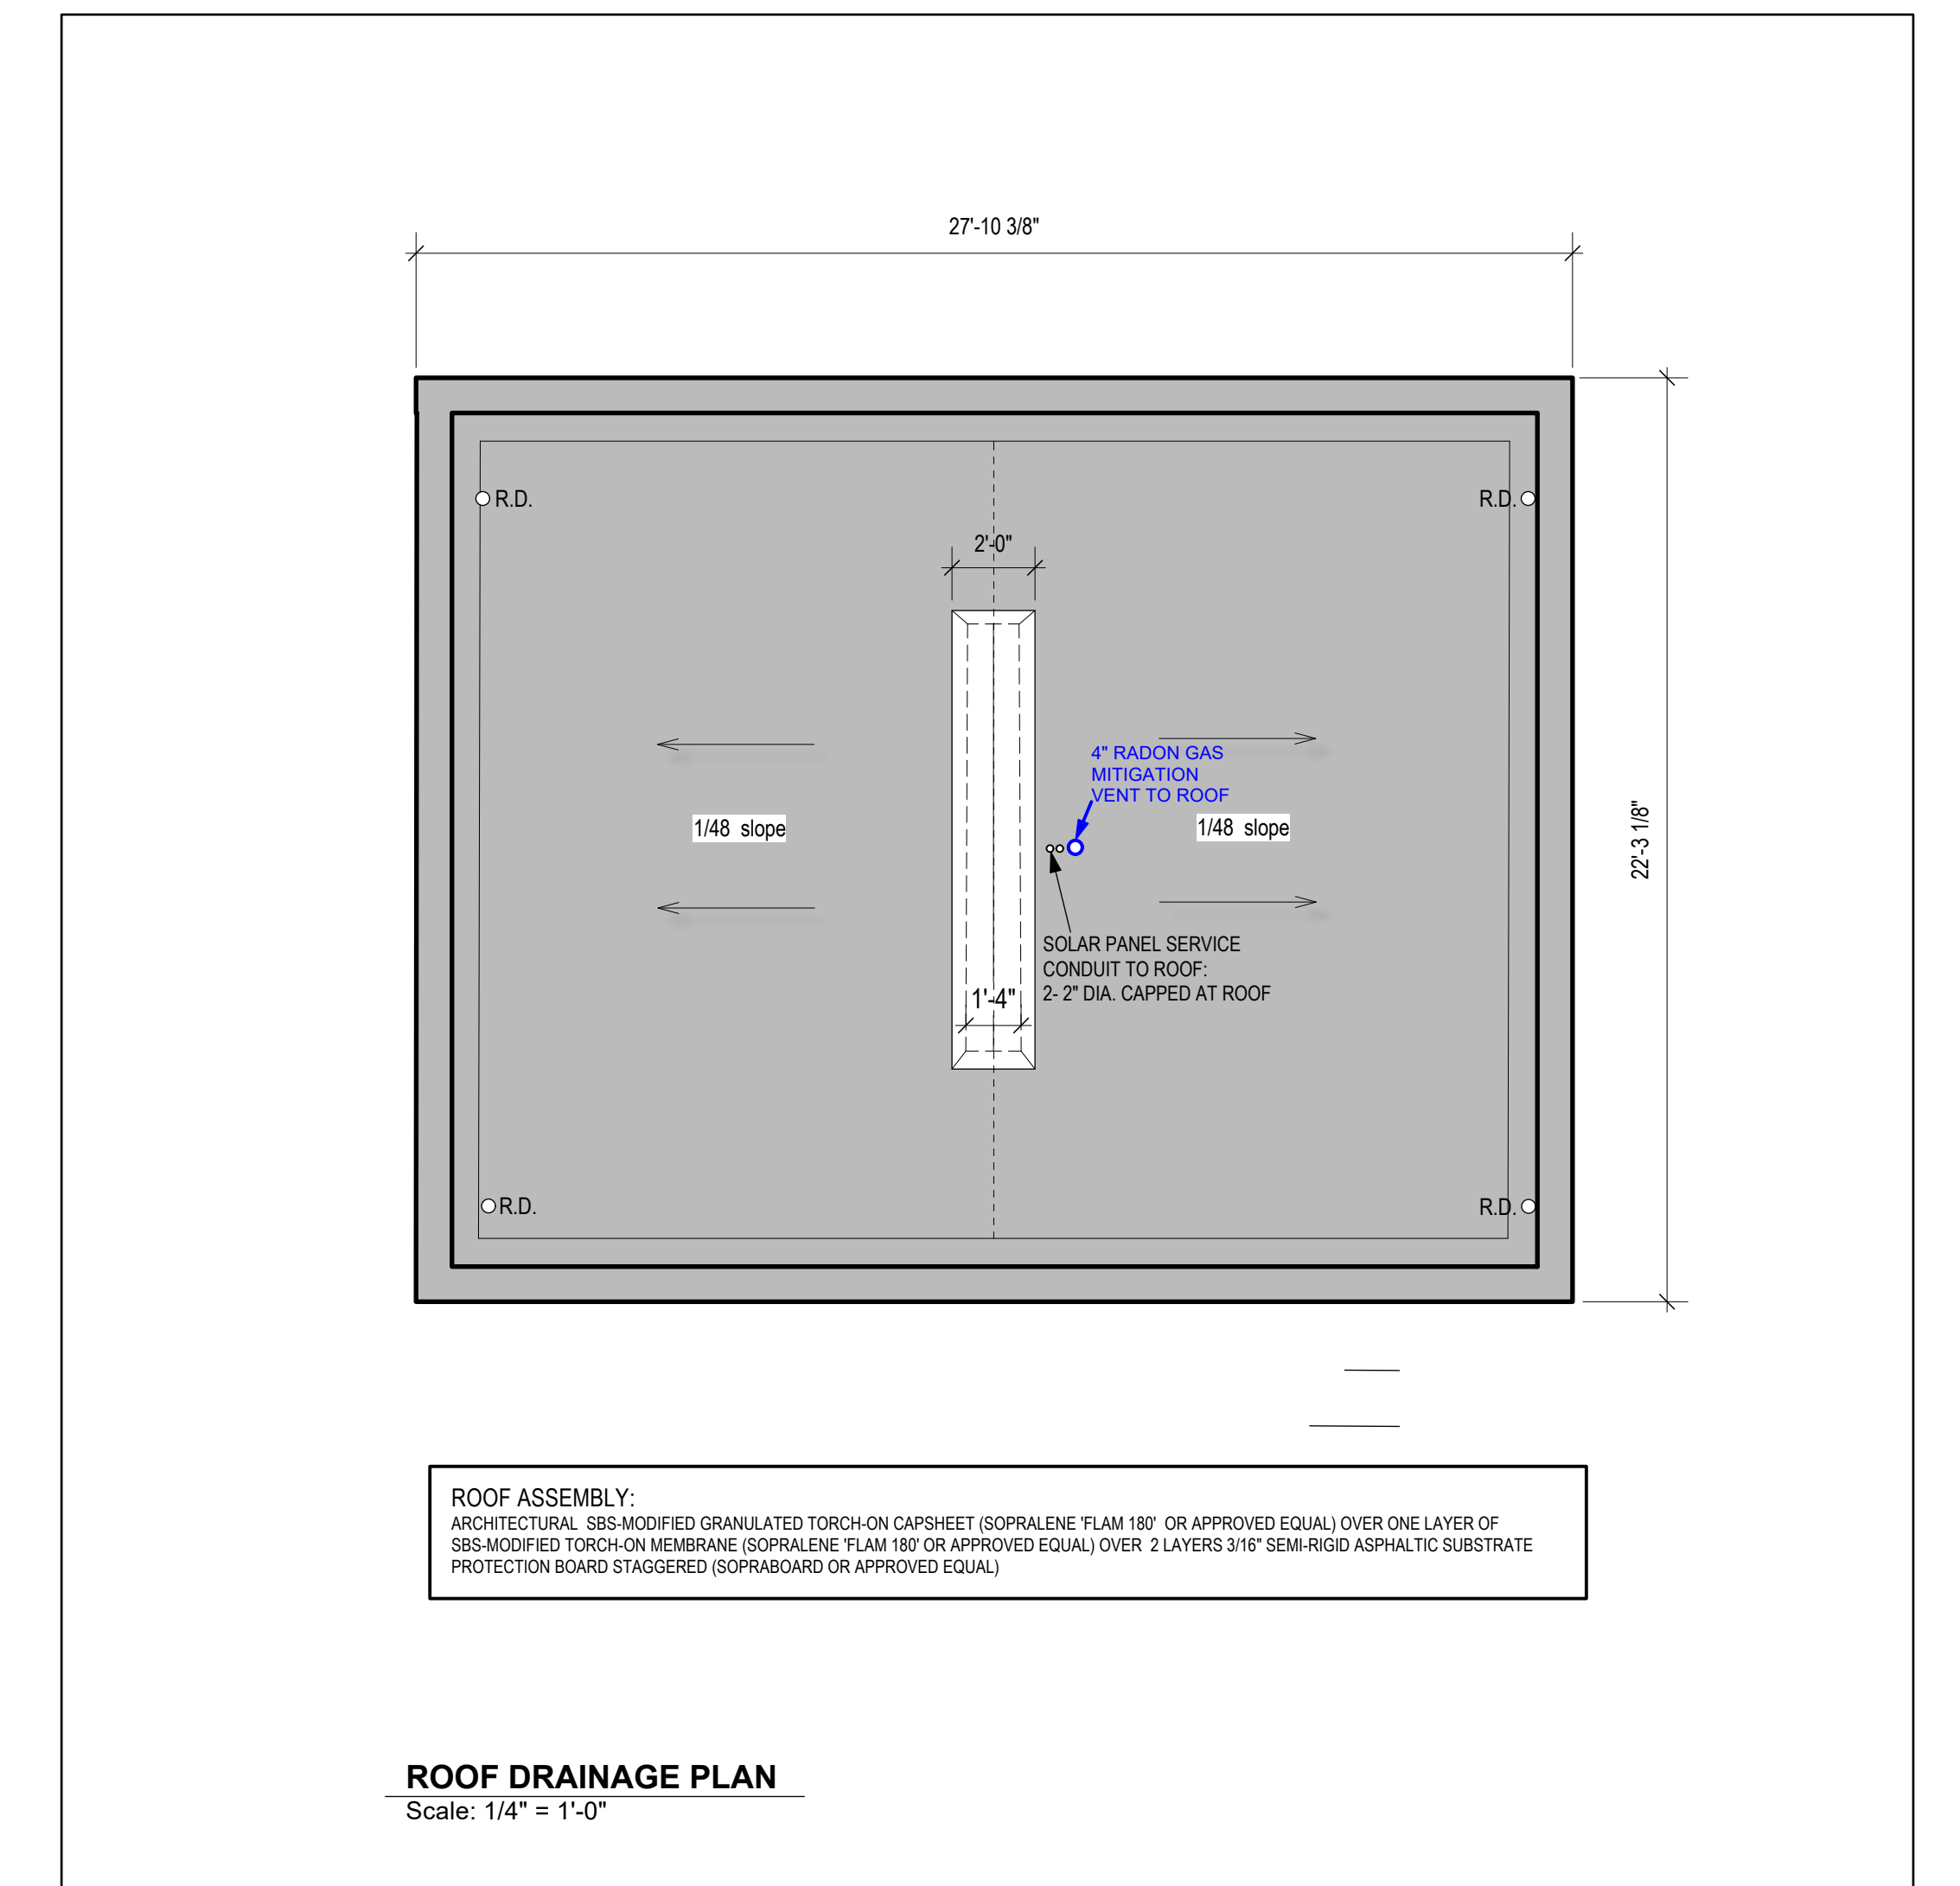 27'-10 3/8"
R.D.
R.D.
2'-0"
4" RADON GAS
MITIGATION
VENT TO ROOF
1/48 slope
1/48 slope
22'-3 1/8"
SOLAR PANEL SERVICE
CONDUIT TO ROOF:
2- 2" DIA. CAPPED AT ROOF
1'-4"
R.D.
R.D.
ROOF ASSEMBLY:
ARCHITECTURAL SBS-MODIFIED GRANULATED TORCH-ON CAPSHEET (SOPRALENE 'FLAM 180' OR APPROVED EQUAL) OVER ONE LAYER OF
SBS-MODIFIED TORCH-ON MEMBRANE (SOPRALENE 'FLAM 180' OR APPROVED EQUAL) OVER 2 LAYERS 3/16" SEMI-RIGID ASPHALTIC SUBSTRATE
PROTECTION BOARD STAGGERED (SOPRABOARD OR APPROVED EQUAL)
ROOF DRAINAGE PLAN
Scale: 1/4" = 1'-0"